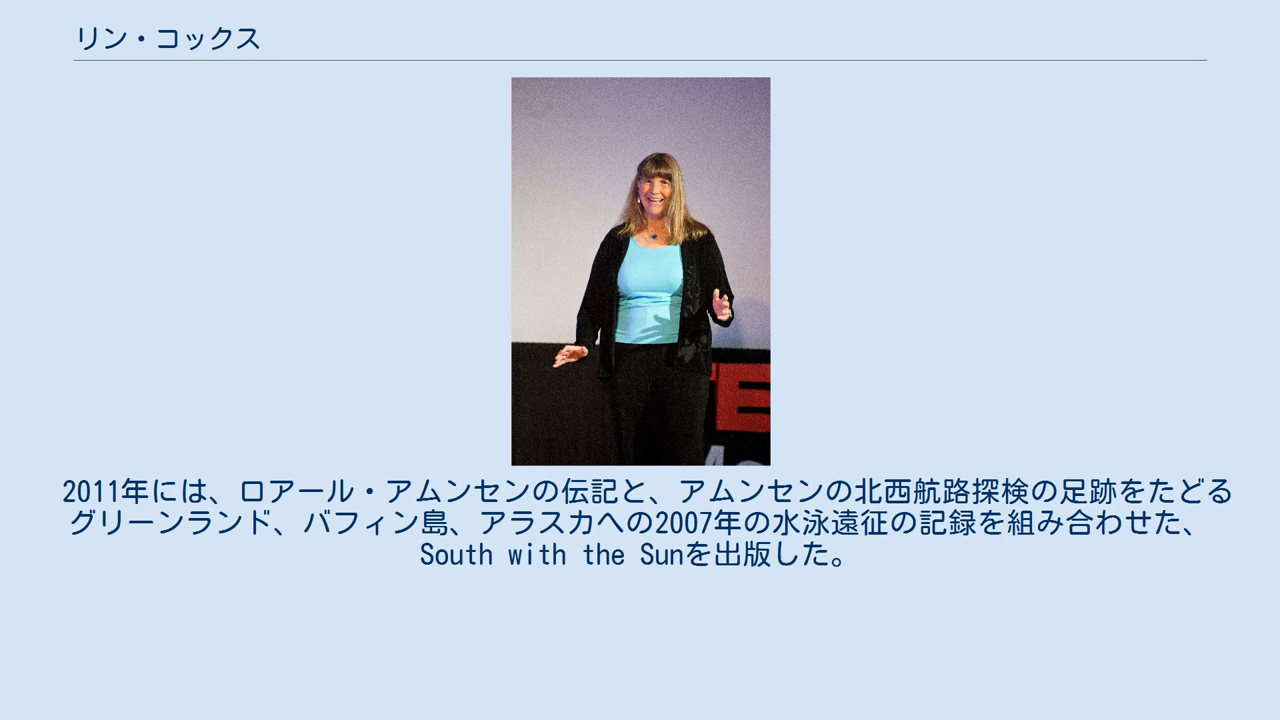 リン・コックス
2011年には、ロアール・アムンセンの伝記と、アムンセンの北西航路探検の足跡をたどる
グリーンランド、バフィン島、アラスカへの2007年の水泳遠征の記録を組み合わせた、
South with the Sunを出版した。